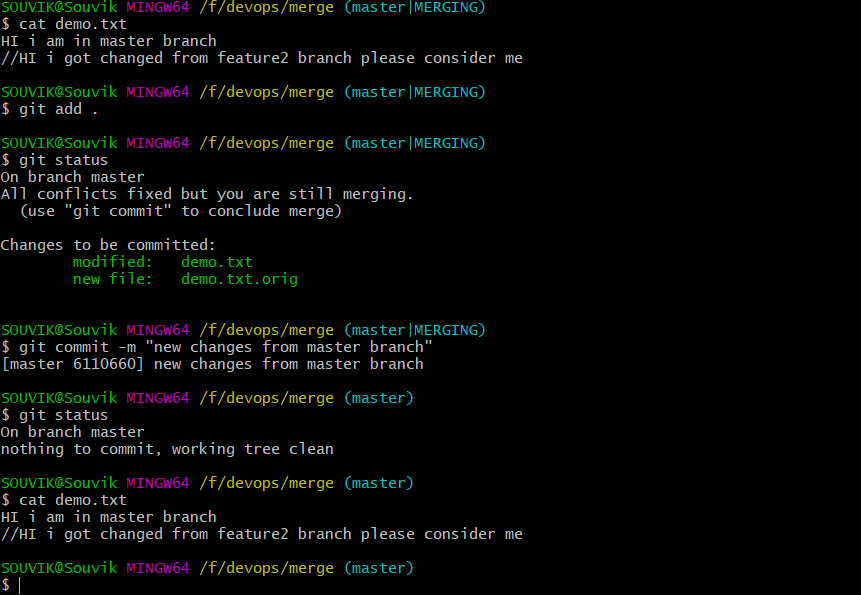 SOUVIK@Souvik MINGW64 /f/devops/merge (master|MERGING)
$ cat demo.txt
HI i am in master branch
//HI i got changed from feature2 branch please consider me
SOUVIK@Souvik MINGW64 /f/devops/merge (master|MERGING)
$ git add .
SOUVIK@Souvik MINGW64 /f/devops/merge (master|MERGING)
$ git status
On branch master
All conflicts fixed but you are still merging.
  (use "git commit" to conclude merge)
Changes to be committed:
        modified:   demo.txt
        new file:   demo.txt.orig
SOUVIK@Souvik MINGW64 /f/devops/merge (master|MERGING)
$ git commit -m "new changes from master branch"
[master 6110660] new changes from master branch
SOUVIK@Souvik MINGW64 /f/devops/merge (master)
$ git status
On branch master
nothing to commit, working tree clean
SOUVIK@Souvik MINGW64 /f/devops/merge (master)
$ cat demo.txt
HI i am in master branch
//HI i got changed from feature2 branch please consider me
SOUVIK@Souvik MINGW64 /f/devops/merge (master)
$